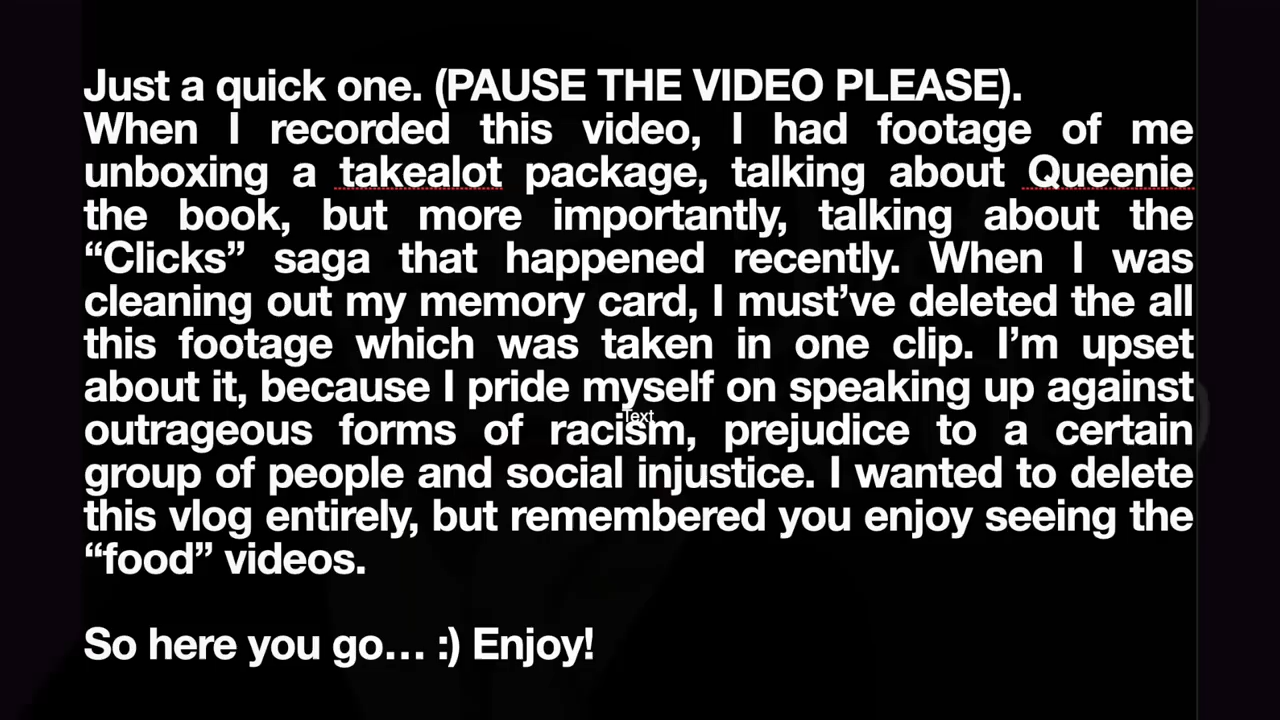 Just a quick one. (PAUSE THE VIDEO PLEASE).
When I recorded this video, I had footage of me
unboxing a takealot package, talking about Queenie
the book, but more importantly, talking about the
“Clicks” saga that happened recently. When I was
cleaning out my memory card, I must’ve deleted the all
this footage which was taken in one clip. I’m upset
about it, because I pride myself on speaking up against
Text
outrageous forms of racism, prejudice to a certain
group of people and social injustice. I wanted to delete
this vlog entirely, but remembered you enjoy seeing the
“food” videos.
So here you go… :) Enjoy!